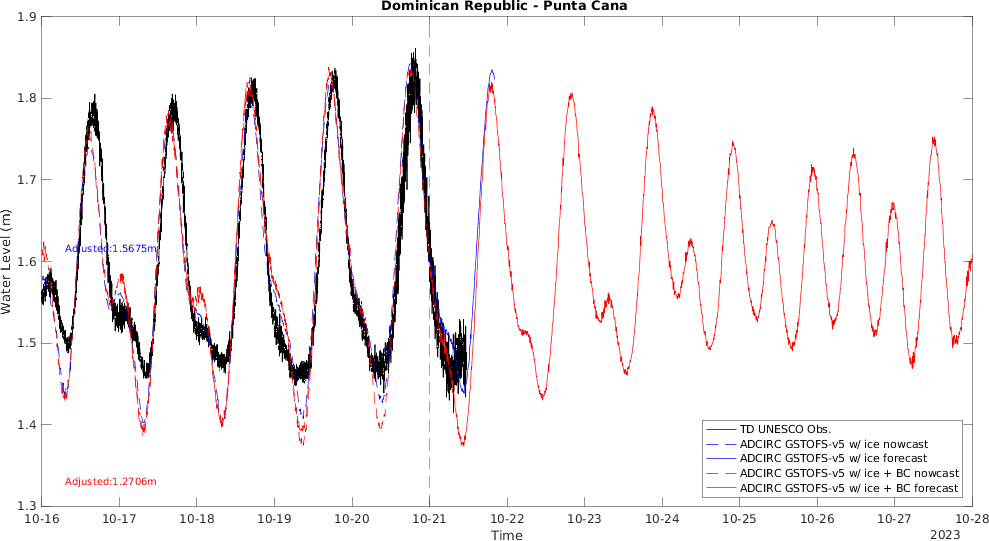 Dominican Republic - Punta Cana
1.9
1.8
1.7
1.6
1.5
1.4
1.3
Water Level (m)
Adjusted:1.5675m
Adjusted:1.2706m
TD UNESCO Obs.
ADCIRC GSTOFS-v5 w/ ice nowcast
ADCIRC GSTOFS-v5 w/ ice forecast
ADCIRC GSTOFS-v5 w/ ice + BC nowcast
ADCIRC GSTOFS-v5 w/ ice + BC forecast
10-16 10-17 10-18 10-19 10-20 10-21 10-22 10-23 10-24 10-25 10-26 10-27 10-28
Time
2023